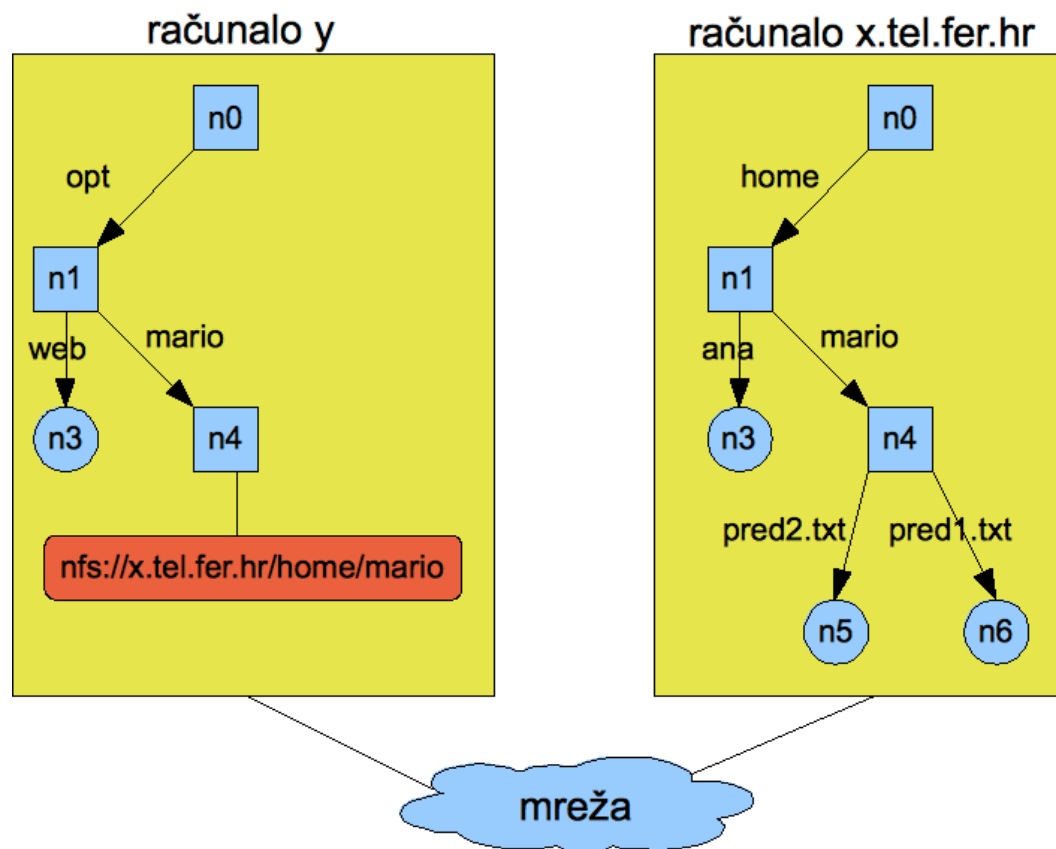 računalo y
n0
opt
n1
web
mario
n3
n4
nfs://x.tel.fer.hr/home/mario
računalo x.tel.fer.hr
n0
home
n1
ana
mario
n3
n4
pred2.txt
pred1.txt
n5
n6
mreža